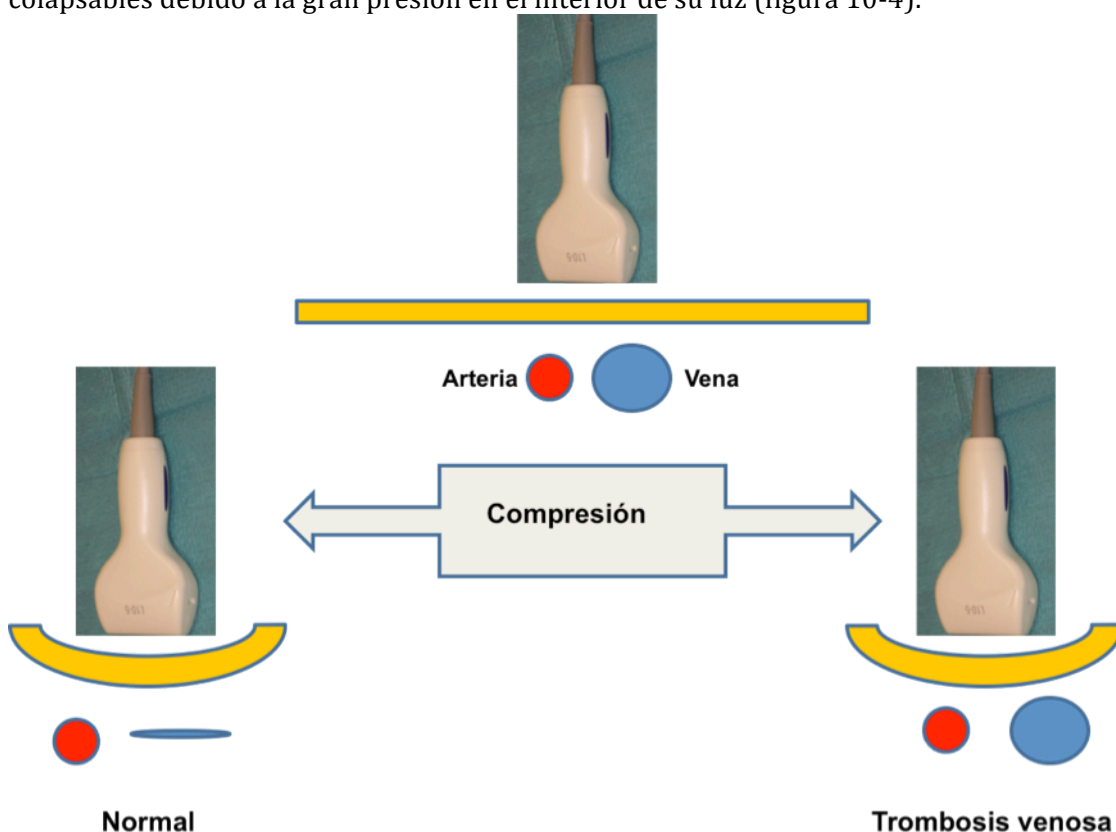 colapsables debido a la gran presión en el interior de su luz (figura 10-4).
Arteria Vena
Compresión
Normal Trombosis venosa